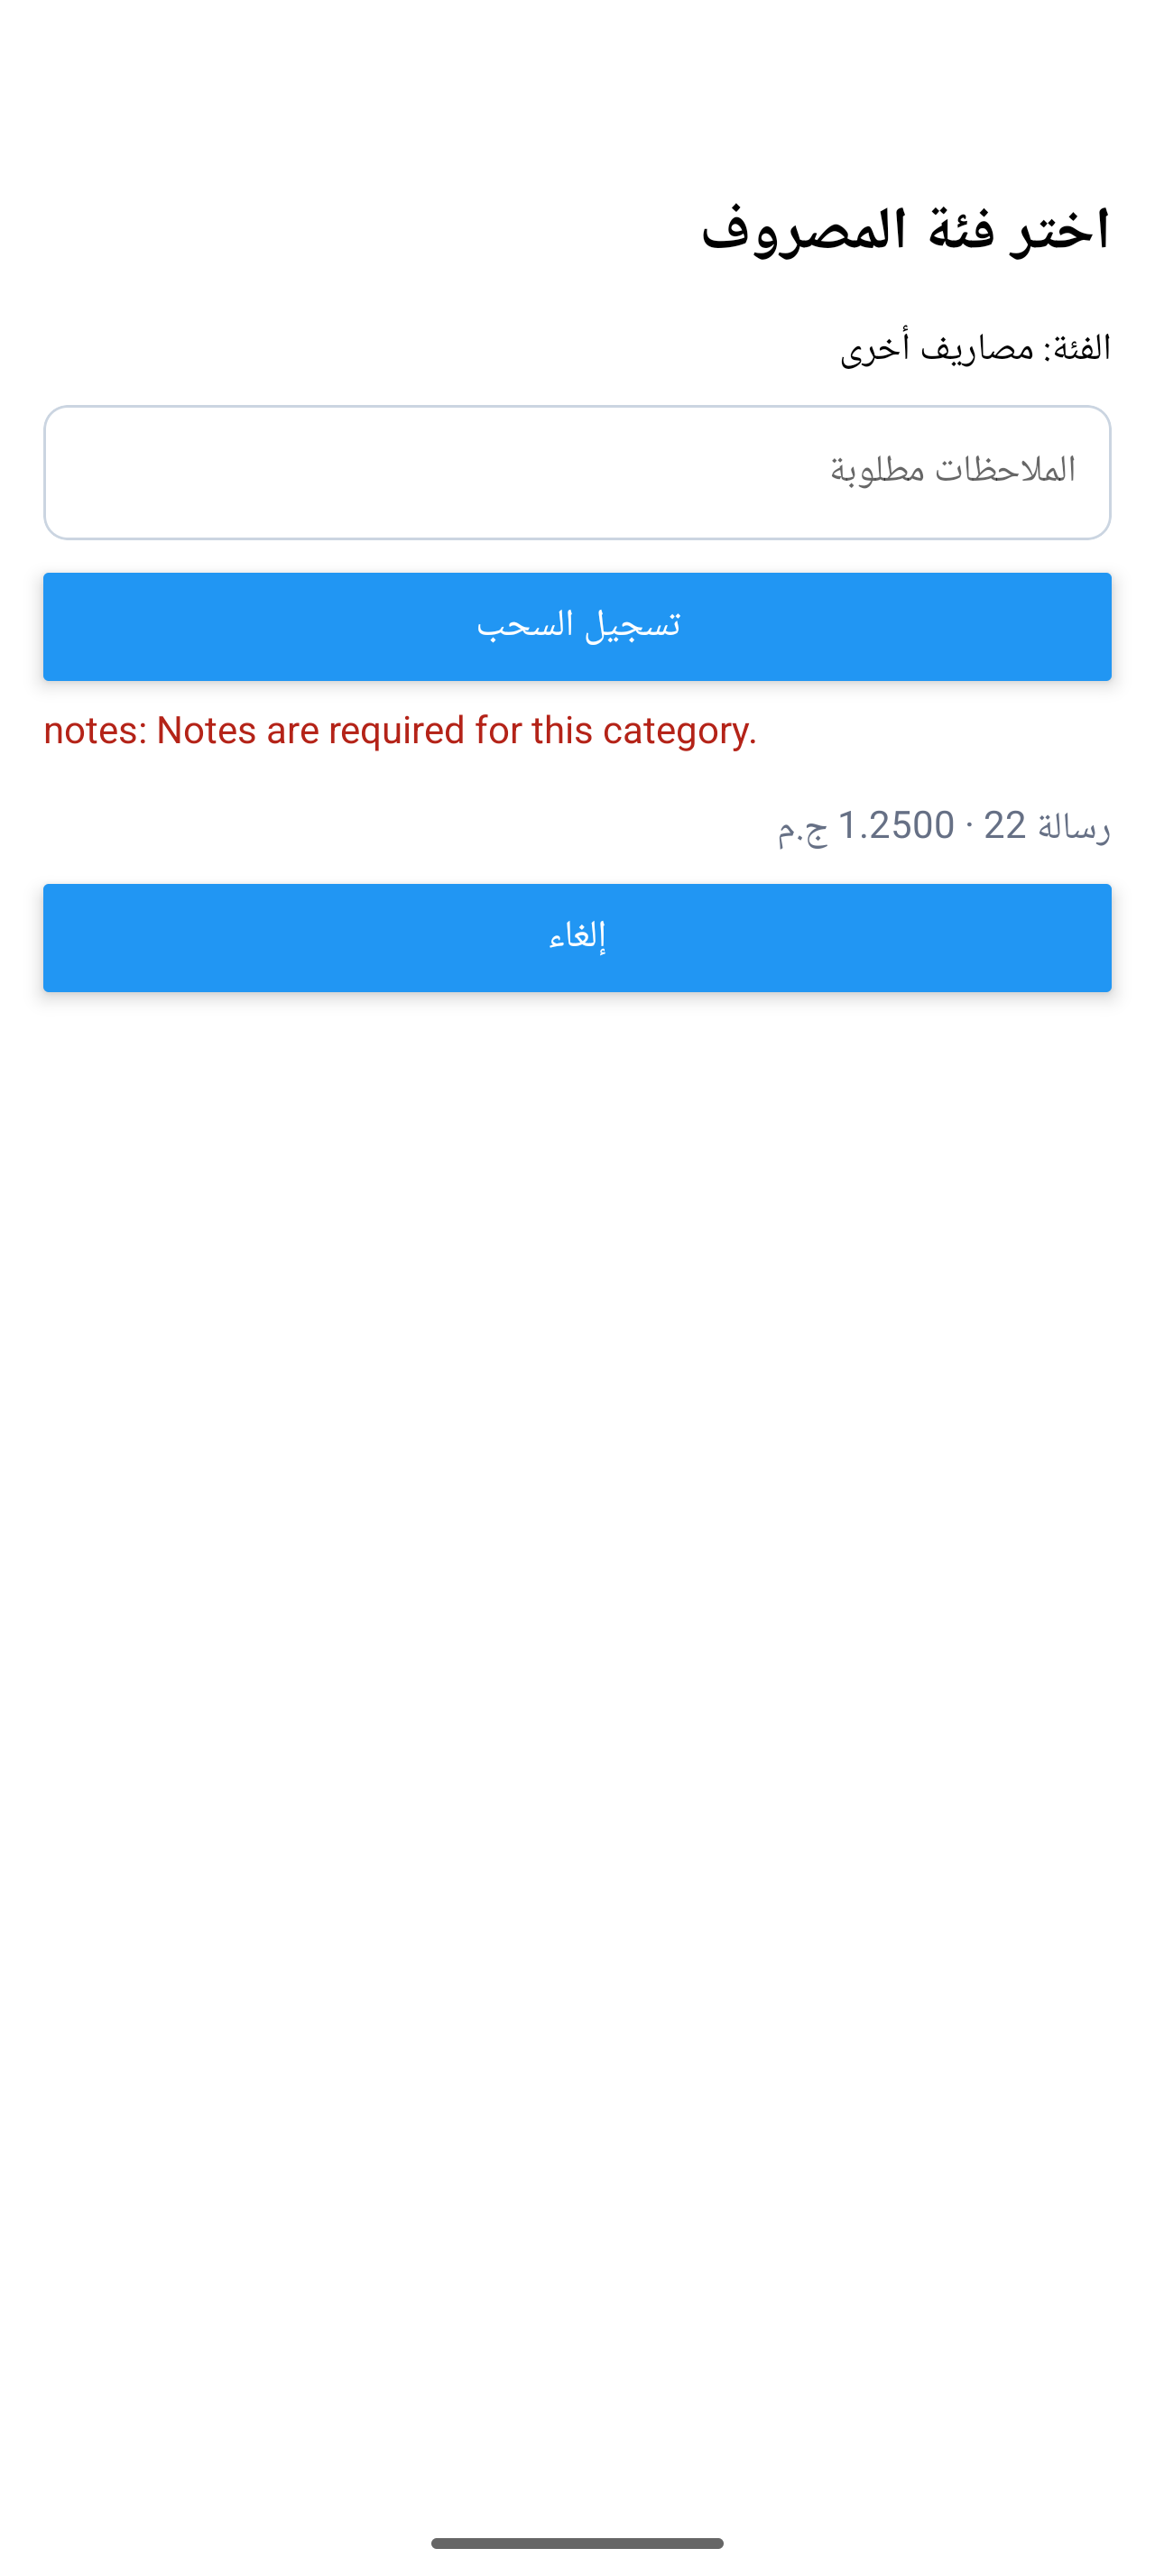 اختر فئة المصروف
الفئة: مصاريف أخرى
الملاحظات مطلوبة
تسجيل السحب
notes: Notes are required for this category.
رسالة 22 · 1.2500 ج.م
إلغاء